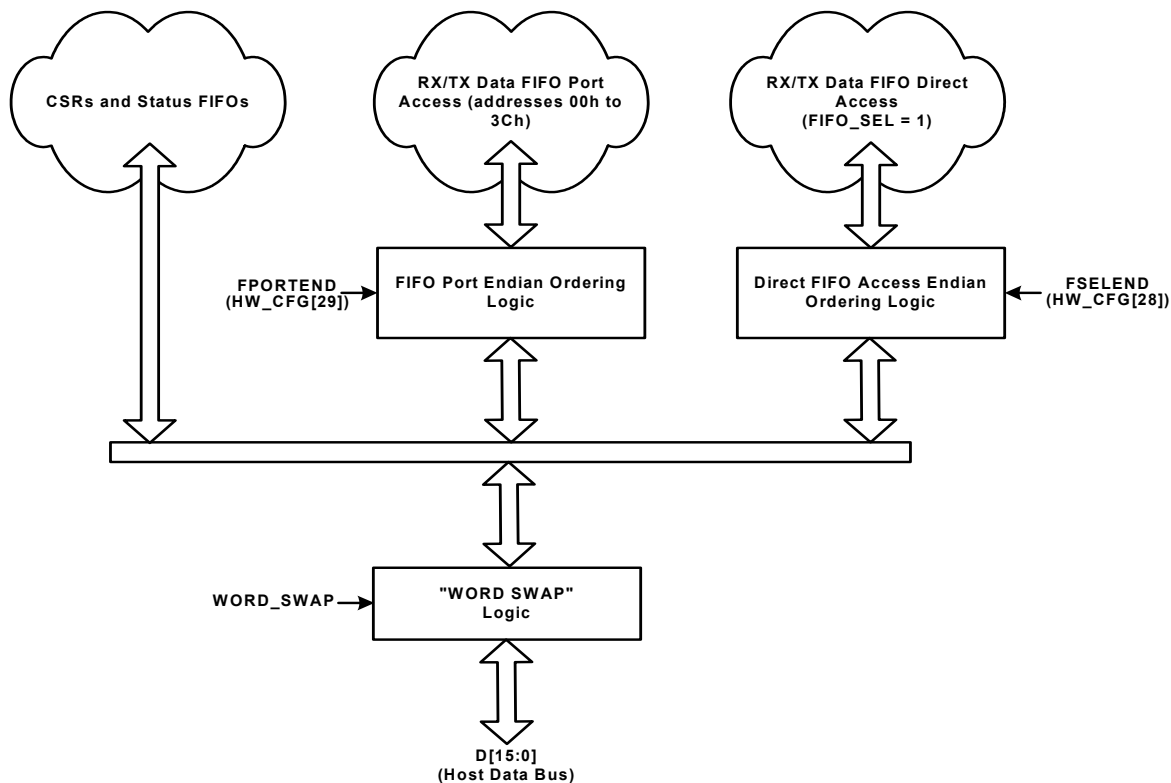 CSRs and Status FIFOs
RX/TX Data FIFO Port
Access (addresses 00h to
3Ch)
RX/TX Data FIFO Direct
Access
(FIFO_SEL = 1)
FPORTEND
(HW_CFG[29])
FIFO Port Endian Ordering
Logic
Direct FIFO Access Endian
Ordering Logic
FSELEND
(HW_CFG[28])
WORD_SWAP
"WORD SWAP"
Logic
D[15:0]
(Host Data Bus)